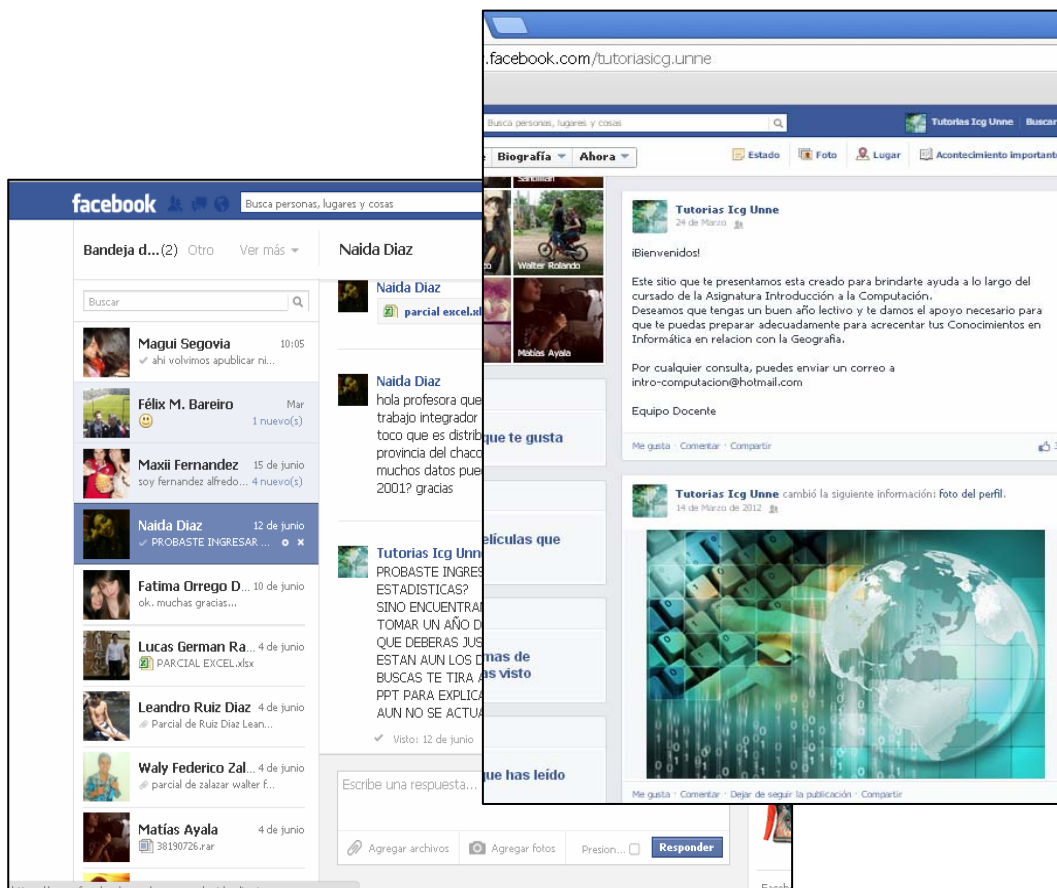 facebook
Busca personas, lugares y cosas
Bandeja d...(2) Otro Ver más
Buscar
Magui Segovia 10:05
ahi volvimos apublicar ni...
Félix M. Bareiro Mar
1 nuevo(s)
Maxii Fernandez 15 de junio
soy fernandez alfredo... 4 nuevo(s)
Naida Diaz 12 de junio
PROBASTE INGRESAR ...
Fatima Orrego D... 10 de junio
ok. muchas gracias...
Lucas German Ra... 4 de junio
PARCIAL EXCEL.xlsx
Leandro Ruiz Diaz 4 de junio
Parcial de Ruiz Diaz Lean...
Waly Federico Zal... 4 de junio
parcial de salazar walter f...
Matías Ayala 4 de junio
38190726.rar
Naida Diaz
Naida Diaz
parcial excel.xl
Naida Diaz
hola profesora que
trabajo integrador
toco que es distrib
provincia del chaco
muchos datos pue
2001? gracias
Tutorias Icg Unn
PROBASTE INGRES
ESTADISTICAS?
SINO ENCUENTRA
TOMAR UN AÑO D
QUE DEBERAS JUS
ESTAN AUN LOS D
BUSCAS TE TIRA A
PPT PARA EXPLICA
AUN NO SE ACTUA
Visto: 12 de junio
Escribe una respuesta...
Agregar archivos Agregar fotos Presion... Responder
.facebook.com/tutoriasicg.unne
Busca personas, lugares y cosas
Tutorias Icg Unne Buscar
Biografía Ahora
Estado Foto Lugar Acontecimiento importante
Sandman
Walter Rolando
Matias Ayala
que te gusta
elículas que
mas de
as visto
que has leído
Tutorias Icg Unne
24 de Marzo
¡Bienvenidos!
Este sitio que te presentamos esta creado para brindarte ayuda a lo largo del
cursado de la Asignatura Introducción a la Computación.
Deseamos que tengas un buen año lectivo y te damos el apoyo necesario para
que te puedas preparar adecuadamente para acrecentar tus Conocimientos en
Informática en relacion con la Geografia.
Por cualquier consulta, puedes enviar un correo a
intro-computacion@hotmail.com
Equipo Docente
Me gusta · Comentar · Compartir
Tutorias Icg Unne cambió la siguiente información: foto del perfil.
14 de Marzo de 2012
Me gusta · Comentar · Dejar de seguir la publicación · Compartir